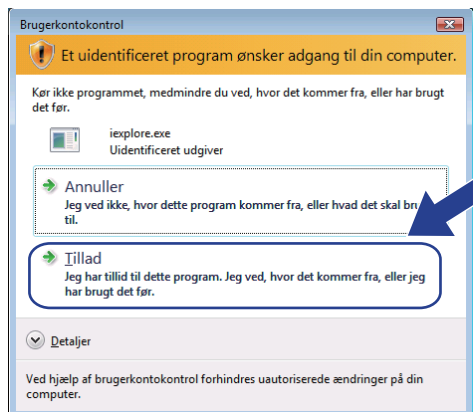 Brugerkontokontrol
Et uidentificeret program ønsker adgang til din computer.
Kør ikke programmet, medmindre du ved, hvor det kommer fra, eller har brugt
det før.
iexplore.exe
Uidentificeret udgiver
Annuller
Jeg ved ikke, hvor dette program kommer fra, eller hvad det skal
til.
Tillad
Jeg har tillid til dette program. Jeg ved, hvor det kommer fra, eller jeg
har brugt det før.
Detaljer
Ved hjælp af brugerkontokontrol forhindres uautoriserede ændringer på din
computer.